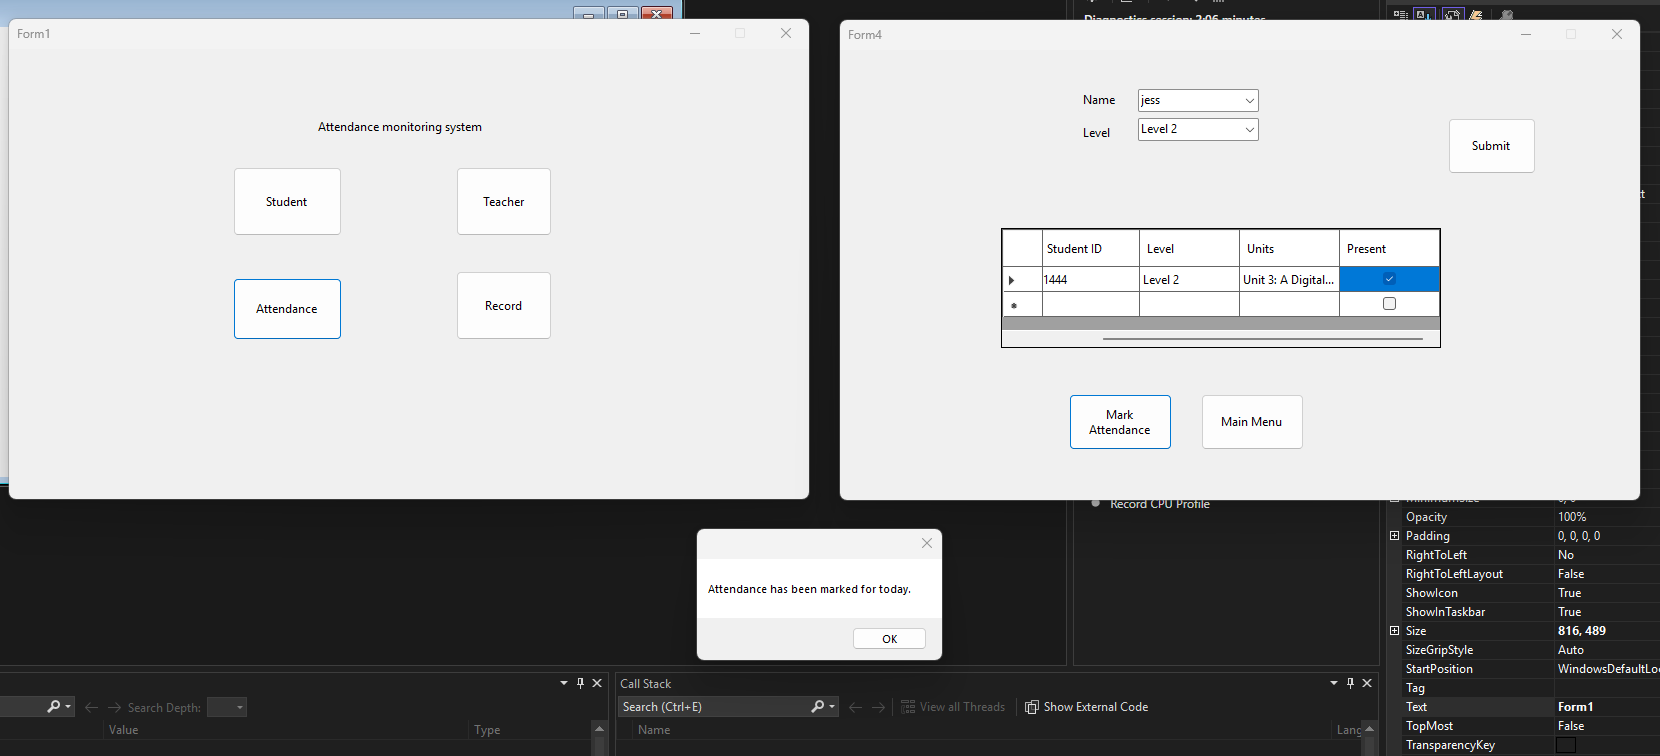 Form1
Attendance monitoring system
Student
Teacher
Attendance
Record
Diagnostics session: 2:06 minutes
Form4
Name
jess
Level
Level 2
Submit
Student ID
Level
Units
Present
1444
Level 2
Unit 3: A Digital...
Mark
Attendance
Main Menu
Attendance has been marked for today.
OK
Record CPU Profile
Opacity
100%
Padding
0, 0, 0, 0
RightToLeft
No
RightToLeftLayout
False
ShowIcon
True
ShowInTaskbar
True
Size
816, 489
SizeGripStyle
Auto
StartPosition
WindowsDefaultLo
Tag
Text
Form1
TopMost
False
TransparencyKey
Search Depth:
Value
Type
Call Stack
Search (Ctrl+E)
View all Threads
Show External Code
Name
Lang